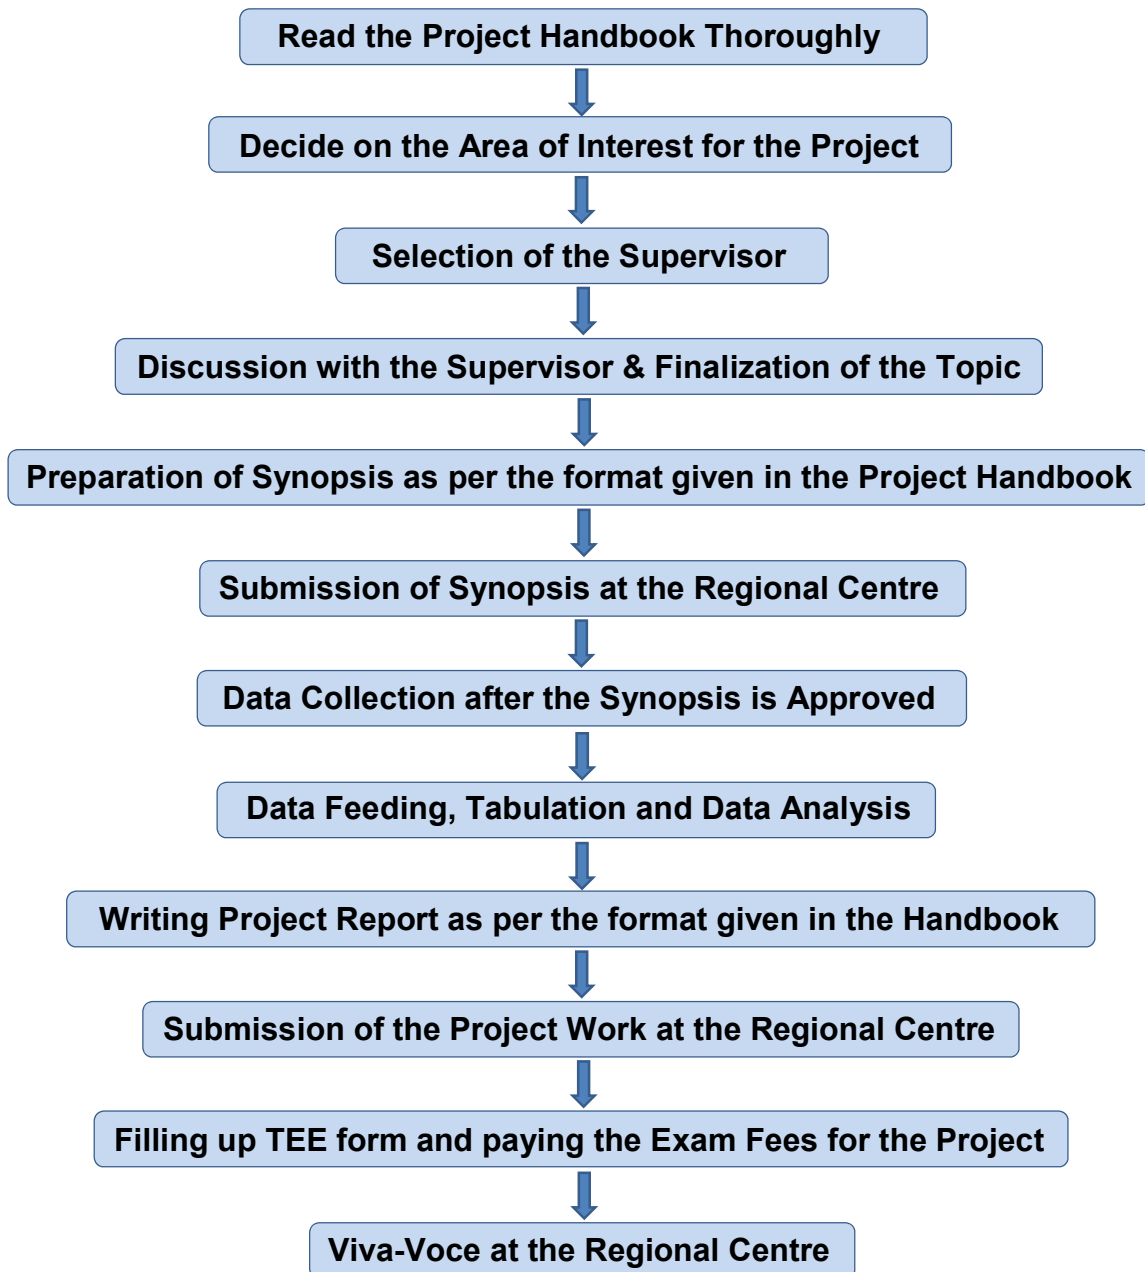 Read the Project Handbook Thoroughly
Decide on the Area of Interest for the Project
Selection of the Supervisor
Discussion with the Supervisor & Finalization of the Topic
Preparation of Synopsis as per the format given in the Project Handbook
Submission of Synopsis at the Regional Centre
Data Collection after the Synopsis is Approved
Data Feeding, Tabulation and Data Analysis
Writing Project Report as per the format given in the Handbook
Submission of the Project Work at the Regional Centre
Filling up TEE form and paying the Exam Fees for the Project
Viva-Voce at the Regional Centre